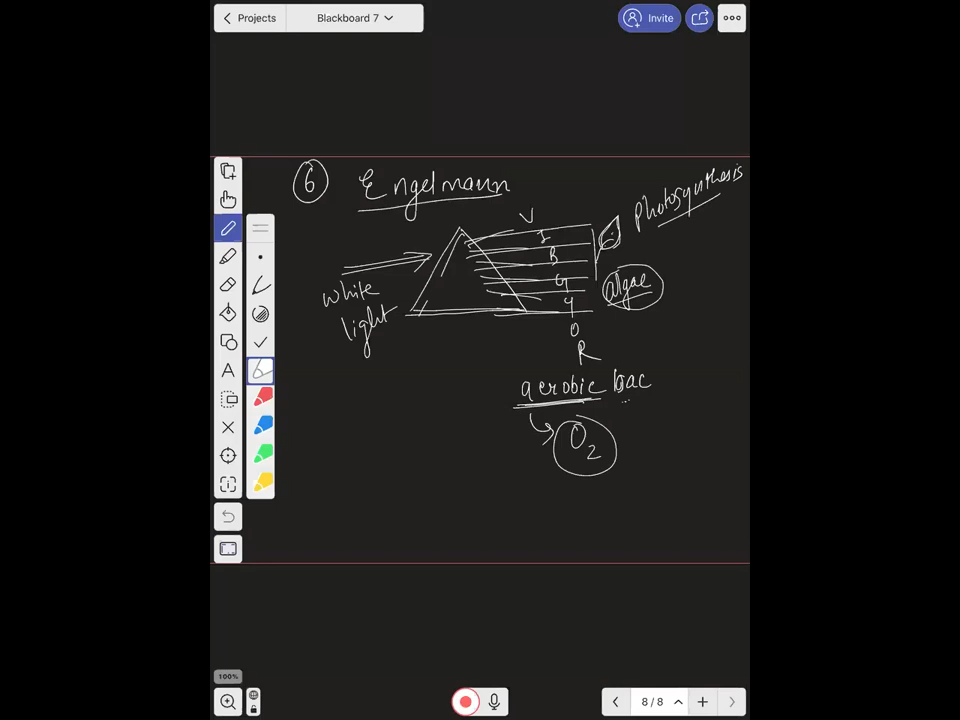 Projects
Blackboard 7
Invite
6 Engelmann
Photosynthesis
V
I
B
G
Y
O
R
white
light
algae
aerobic bac
O2
A
100%
8/8